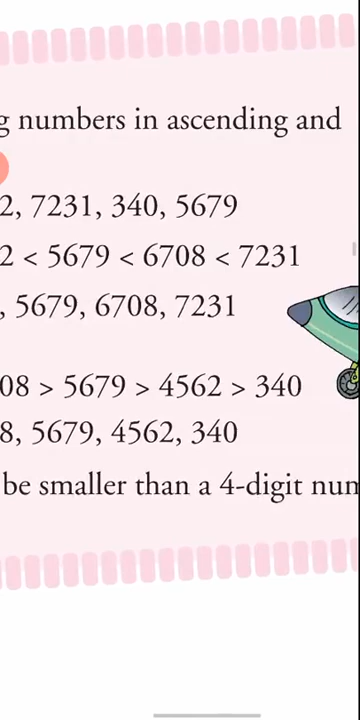 g numbers in ascending and
2, 7231, 340, 5679
2 < 5679 < 6708 < 7231
, 5679, 6708, 7231
08 > 5679 > 4562 > 340
8, 5679, 4562, 340
be smaller than a 4-digit num